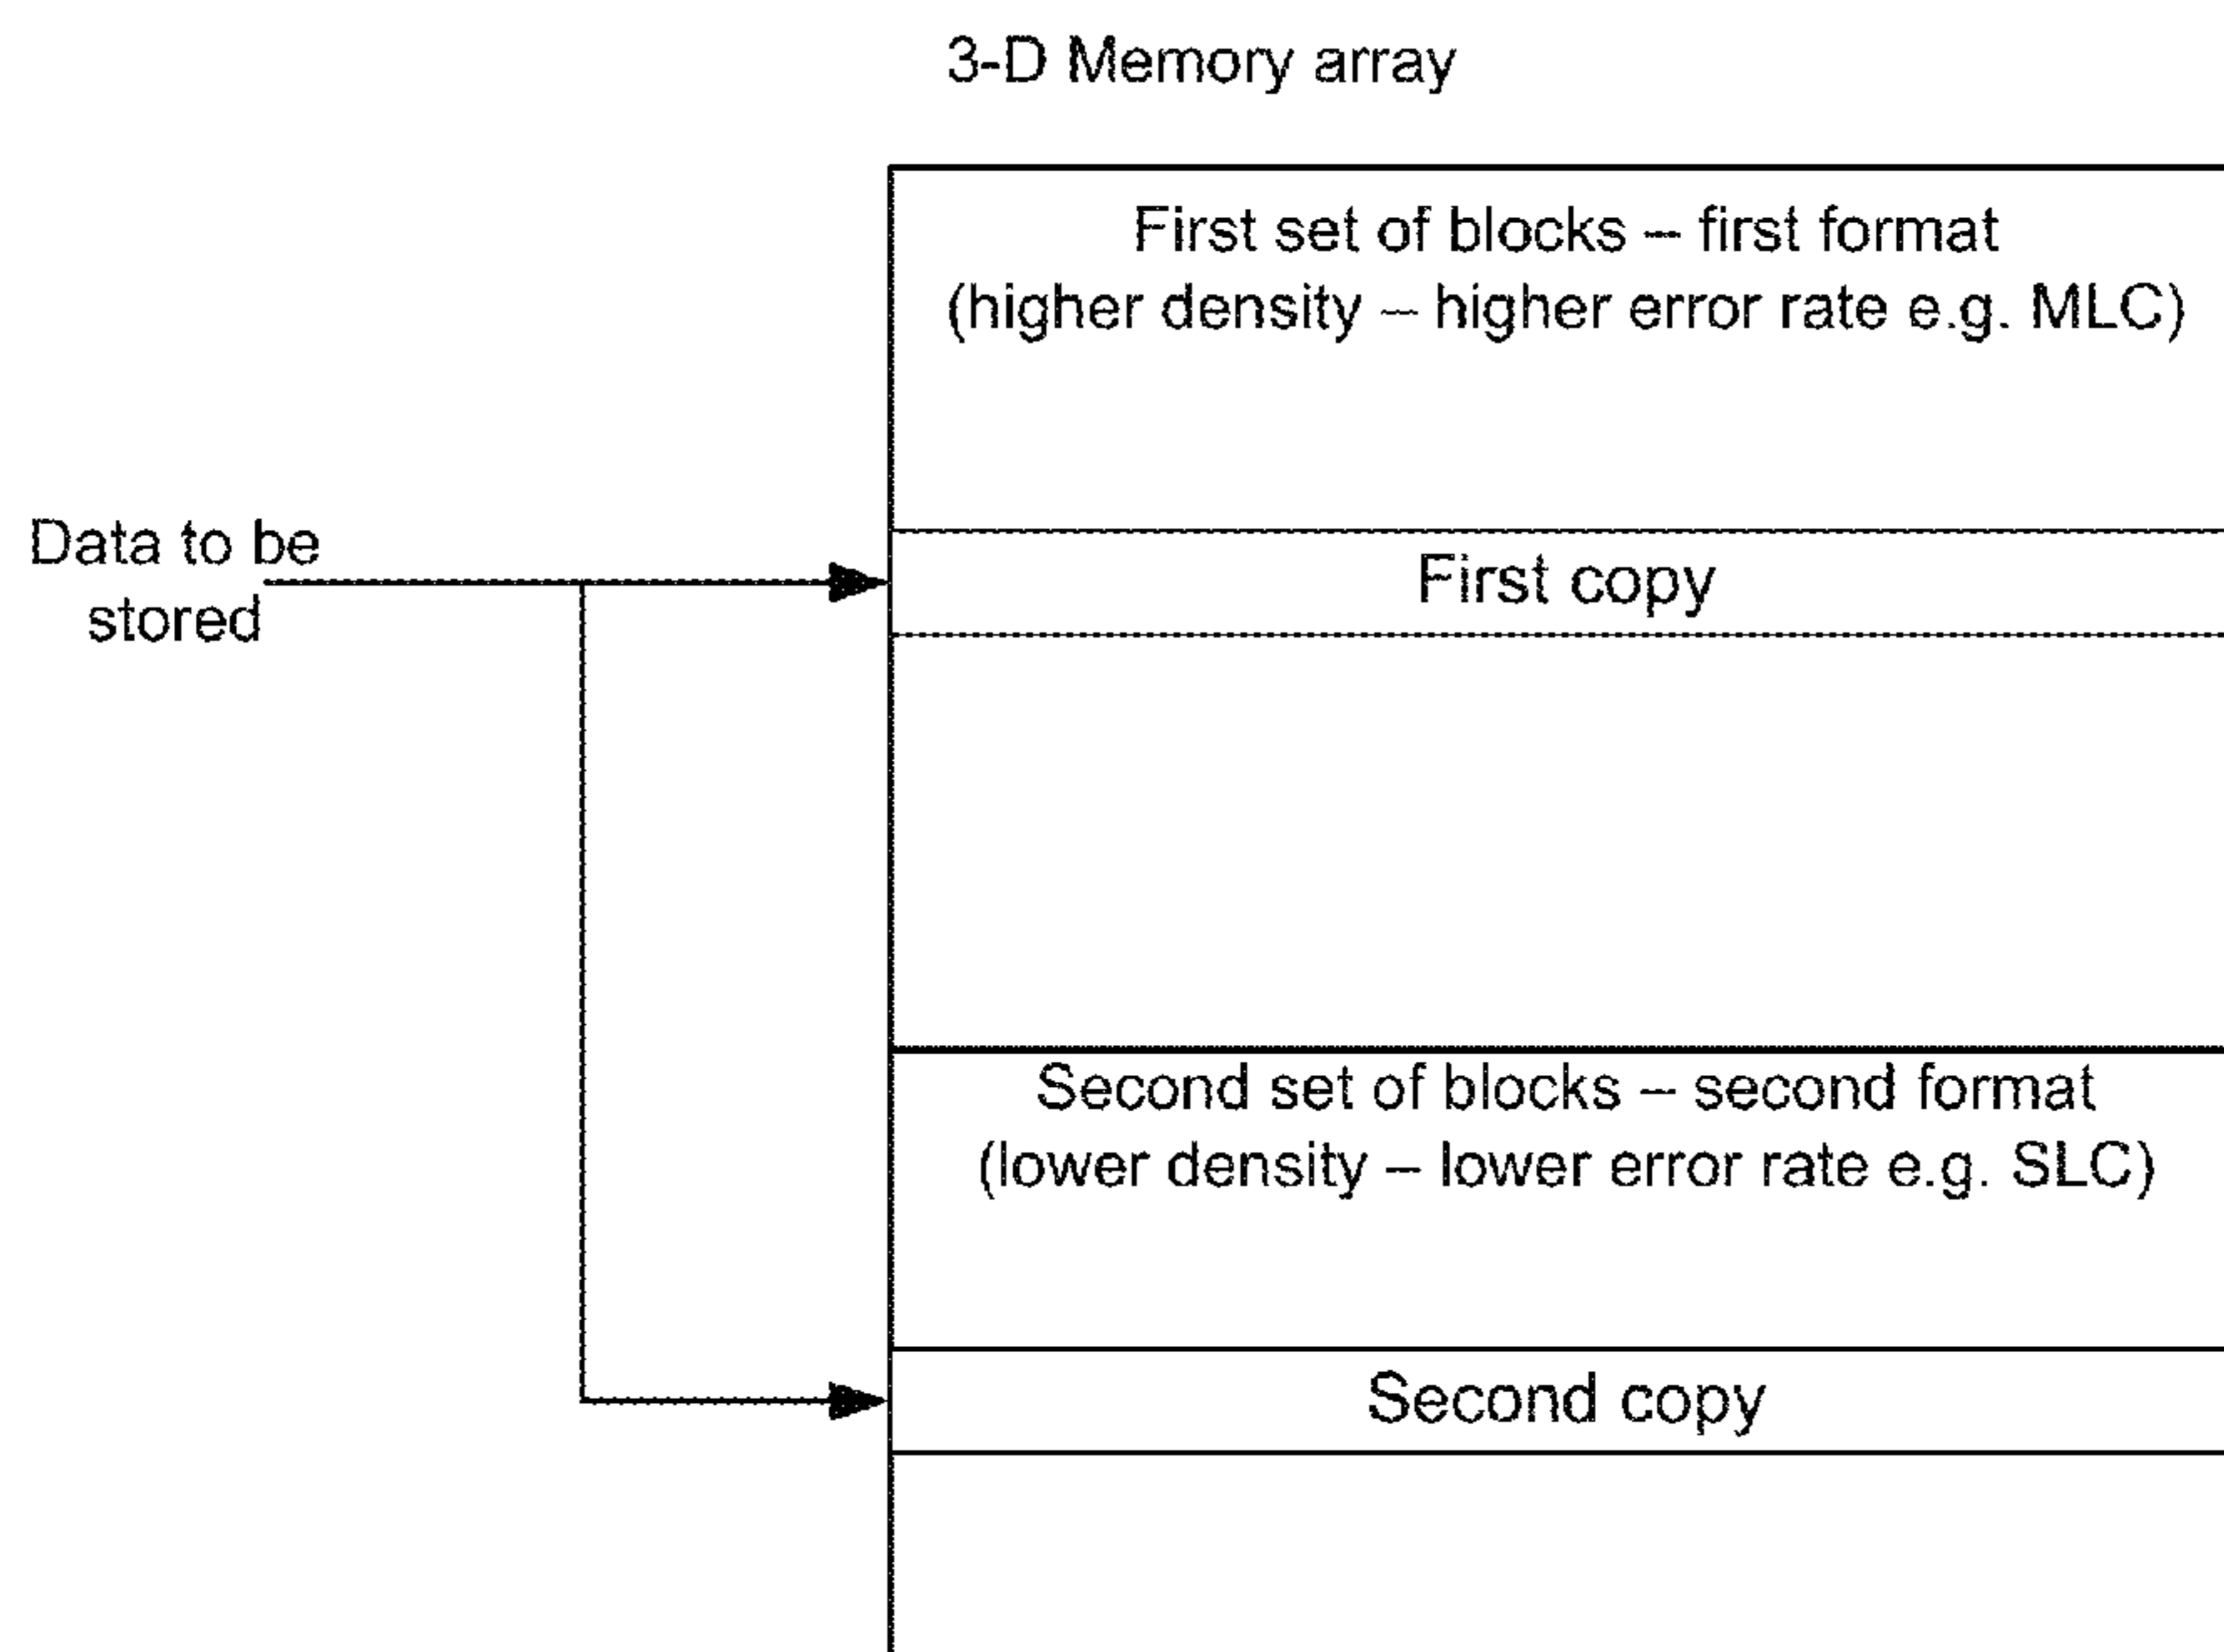 3-D Memory array
First set of blocks – first format
(higher density – higher error rate e.g. MLC)
Data to be
stored
First copy
Second set of blocks – second format
(lower density – lower error rate e.g. SLC)
Second copy